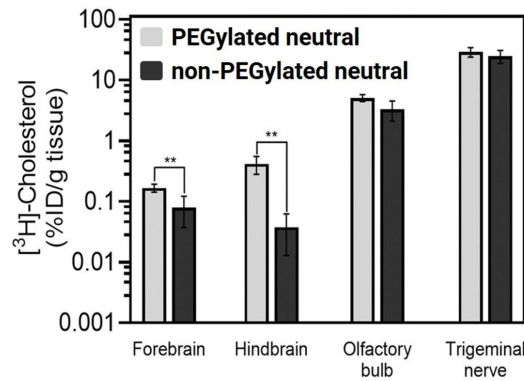 PEGylated neutral
non-PEGylated neutral
[³H]-Cholesterol
(%ID/g tissue)
100
10
1
0.1
0.01
0.001
**
**
Forebrain
Hindbrain
Olfactory
bulb
Trigeminal
nerve